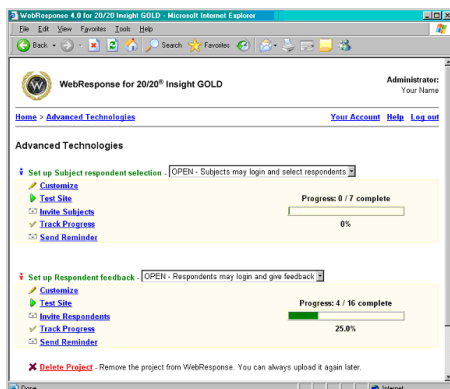 WebResponse 4.0 for 20/20 Insight GOLD - Microsoft Internet Explorer
File Edit View Favorites Tools Help
Back Search Favorites
WebResponse for 20/20® Insight GOLD
Administrator:
Your Name
Home > Advanced Technologies Your Account Help Log out
Advanced Technologies
Set up Subject respondent selection - OPEN - Subjects may login and select respondents
Customize
Test Site Progress: 0 / 7 complete
Invite Subjects
Track Progress 0%
Send Reminder
Set up Respondent feedback - OPEN - Respondents may login and give feedback
Customize
Test Site Progress: 4 / 16 complete
Invite Respondents
Track Progress 25.0%
Send Reminder
Delete Project - Remove the project from WebResponse. You can always upload it again later.
Done Internet